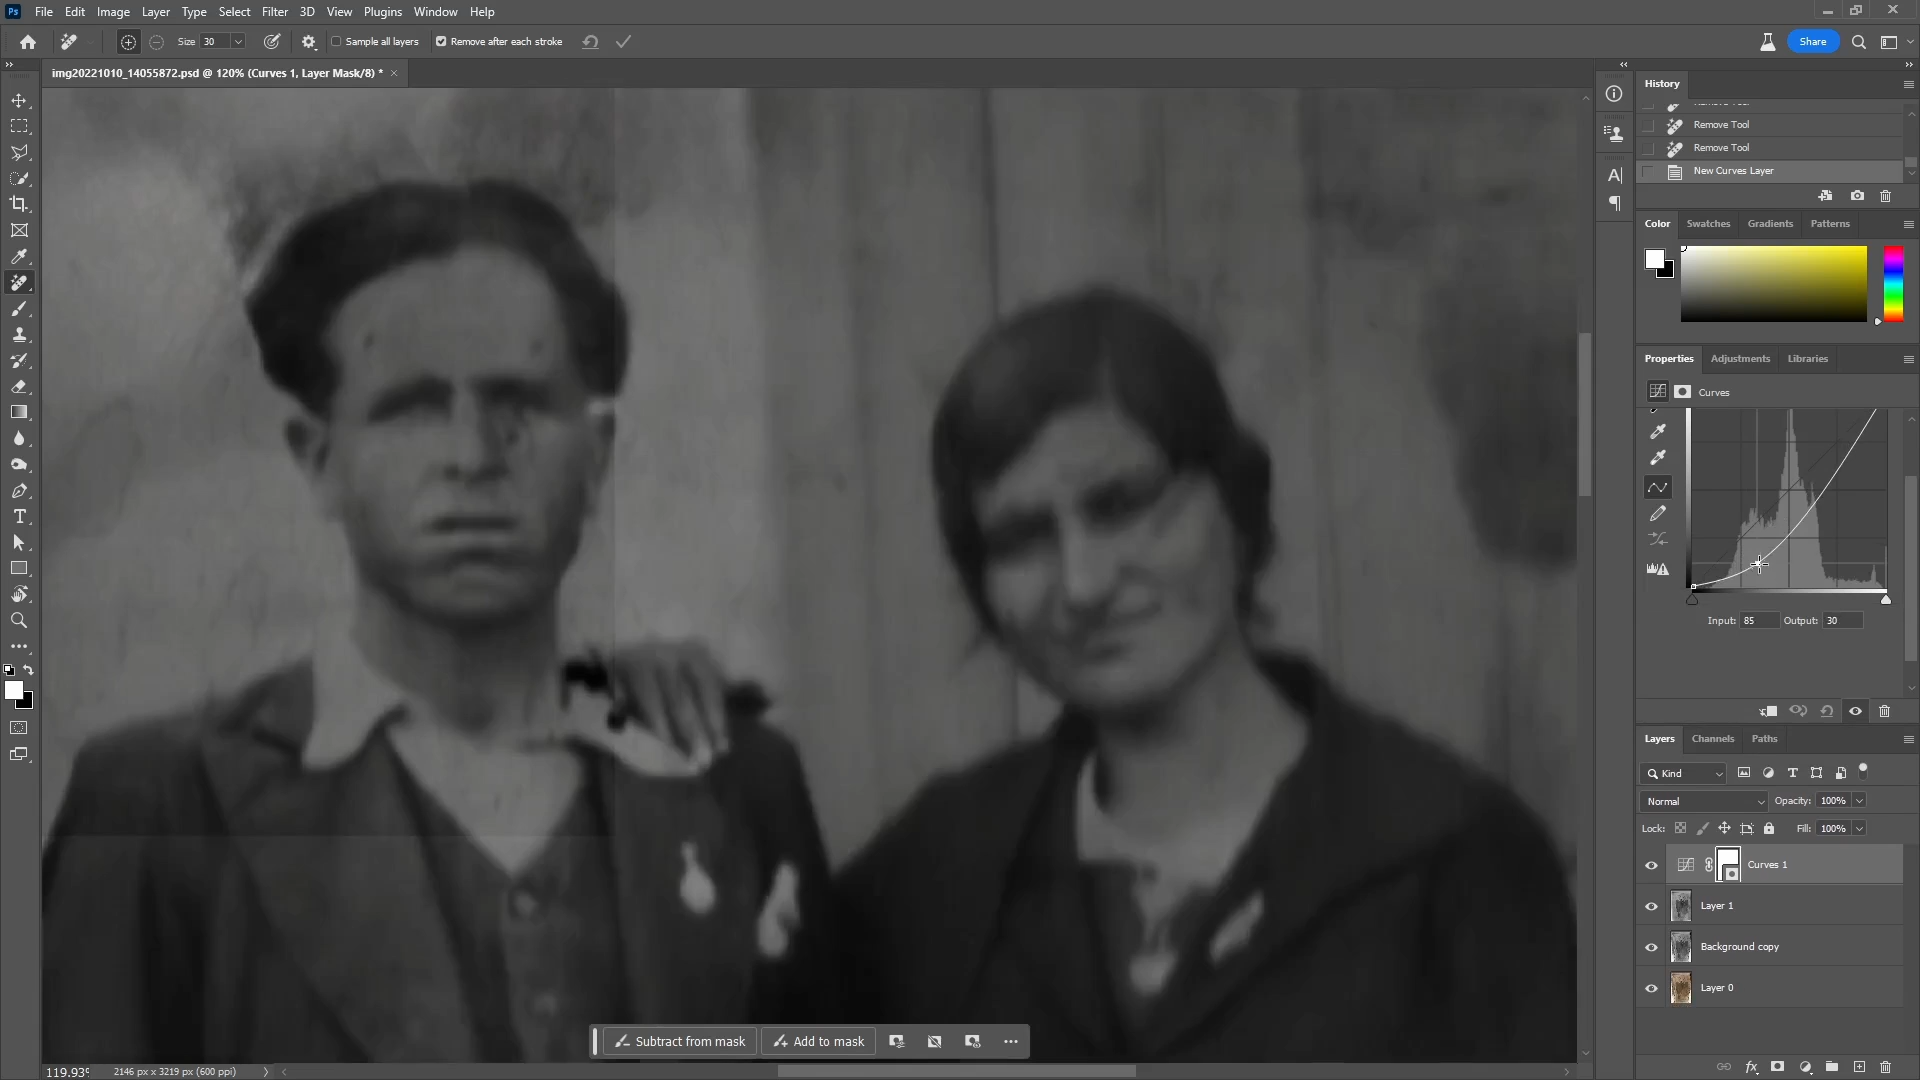 Ps File Edit Image Layer Type Select Filter 3D View Plugins Window Help
Size 30 Sample all layers Remove after each stroke Share
img20221010_14055872.psd @ 120% (Curves 1, Layer Mask/8) * ×
History
Remove Tool
Remove Tool
New Curves Layer
Color Swatches Gradients Patterns
Properties Adjustments Libraries
Curves
Input: 85 Output: 30
Layers Channels Paths
Kind
Normal Opacity: 100%
Lock: Fill: 100%
Curves 1
Layer 1
Background copy
Layer 0
Subtract from mask Add to mask
119.93% 2146 px x 3219 px (600 ppi)